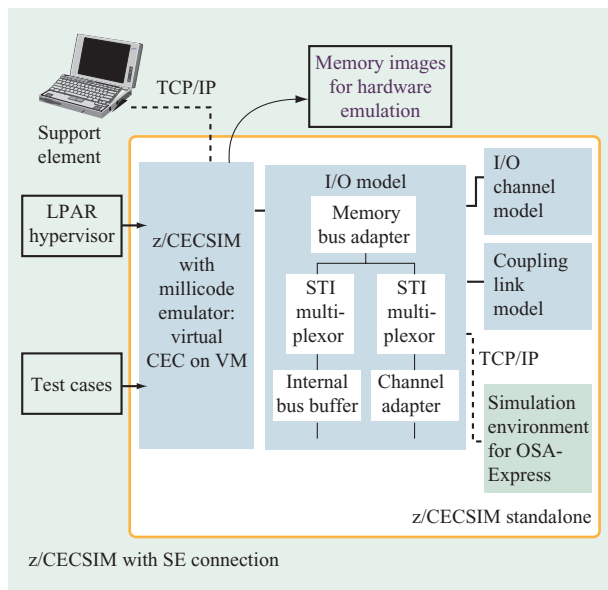 TCP/IP
Support
element
Memory images
for hardware
emulation
LPAR
hypervisor
Test cases
z/CECSIM
with
millicode
emulator:
virtual
CEC on VM
I/O model
Memory
bus adapter
STI
multi-
plexor
STI
multi-
plexor
Internal
bus buffer
Channel
adapter
I/O
channel
model
Coupling
link
model
TCP/IP
Simulation
environment
for OSA-
Express
z/CECSIM standalone
z/CECSIM with SE connection